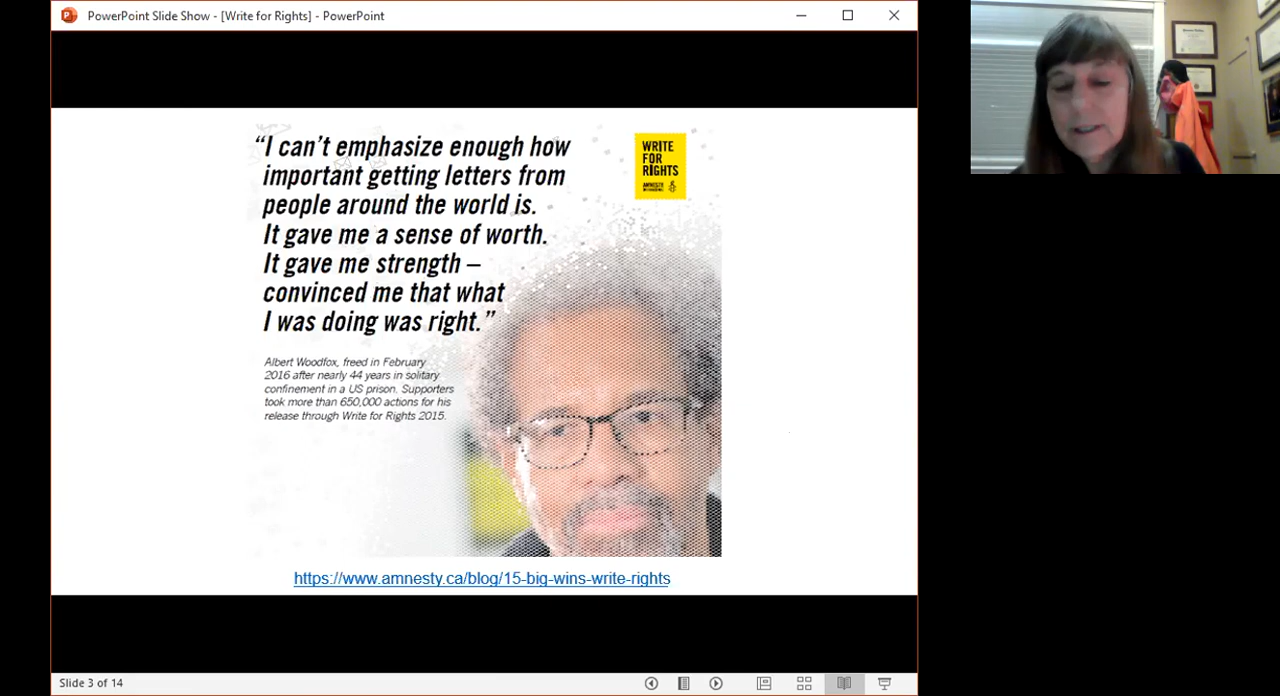 PowerPoint Slide Show - [Write for Rights] - PowerPoint
“I can’t emphasize enough how
important getting letters from
people around the world is.
It gave me a sense of worth.
It gave me strength –
convinced me that what
I was doing was right.”
WRITE
FOR
RIGHTS
AMNESTY
INTERNATIONAL
Albert Woodfox, freed in February
2016 after nearly 44 years in solitary
confinement in a US prison. Supporters
took more than 650,000 actions for his
release through Write for Rights 2015.
https://www.amnesty.ca/blog/15-big-wins-write-rights
Slide 3 of 14